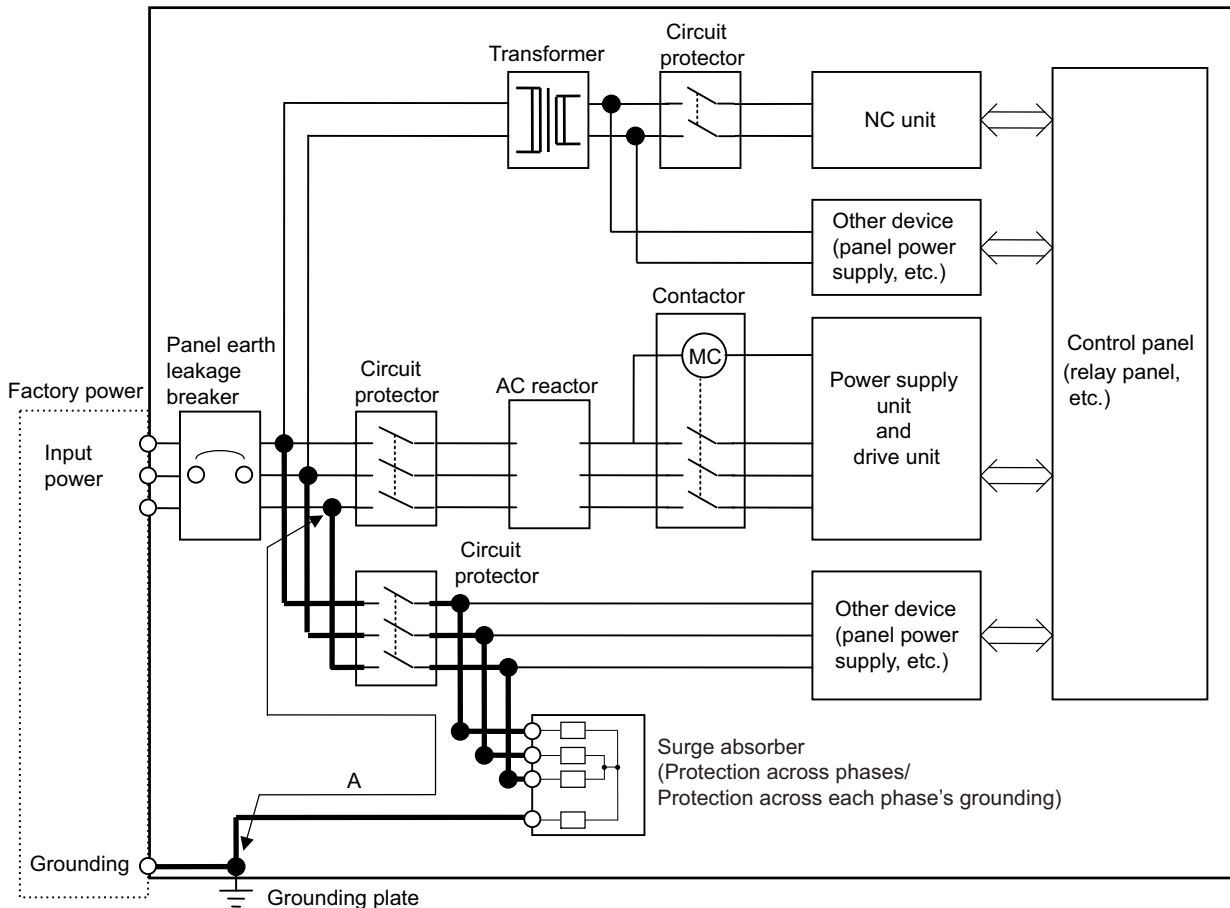 Transformer
Circuit
protector
NC unit
Other device
(panel power
supply, etc.)
Contactor
MC
Control panel
(relay panel,
etc.)
Panel earth
leakage
breaker
Factory power
Circuit
protector
AC reactor
Power supply
unit
and
drive unit
Input
power
Circuit
protector
Other device
(panel power
supply, etc.)
Surge absorber
(Protection across phases/
Protection across each phase's grounding)
A
Grounding
Grounding plate